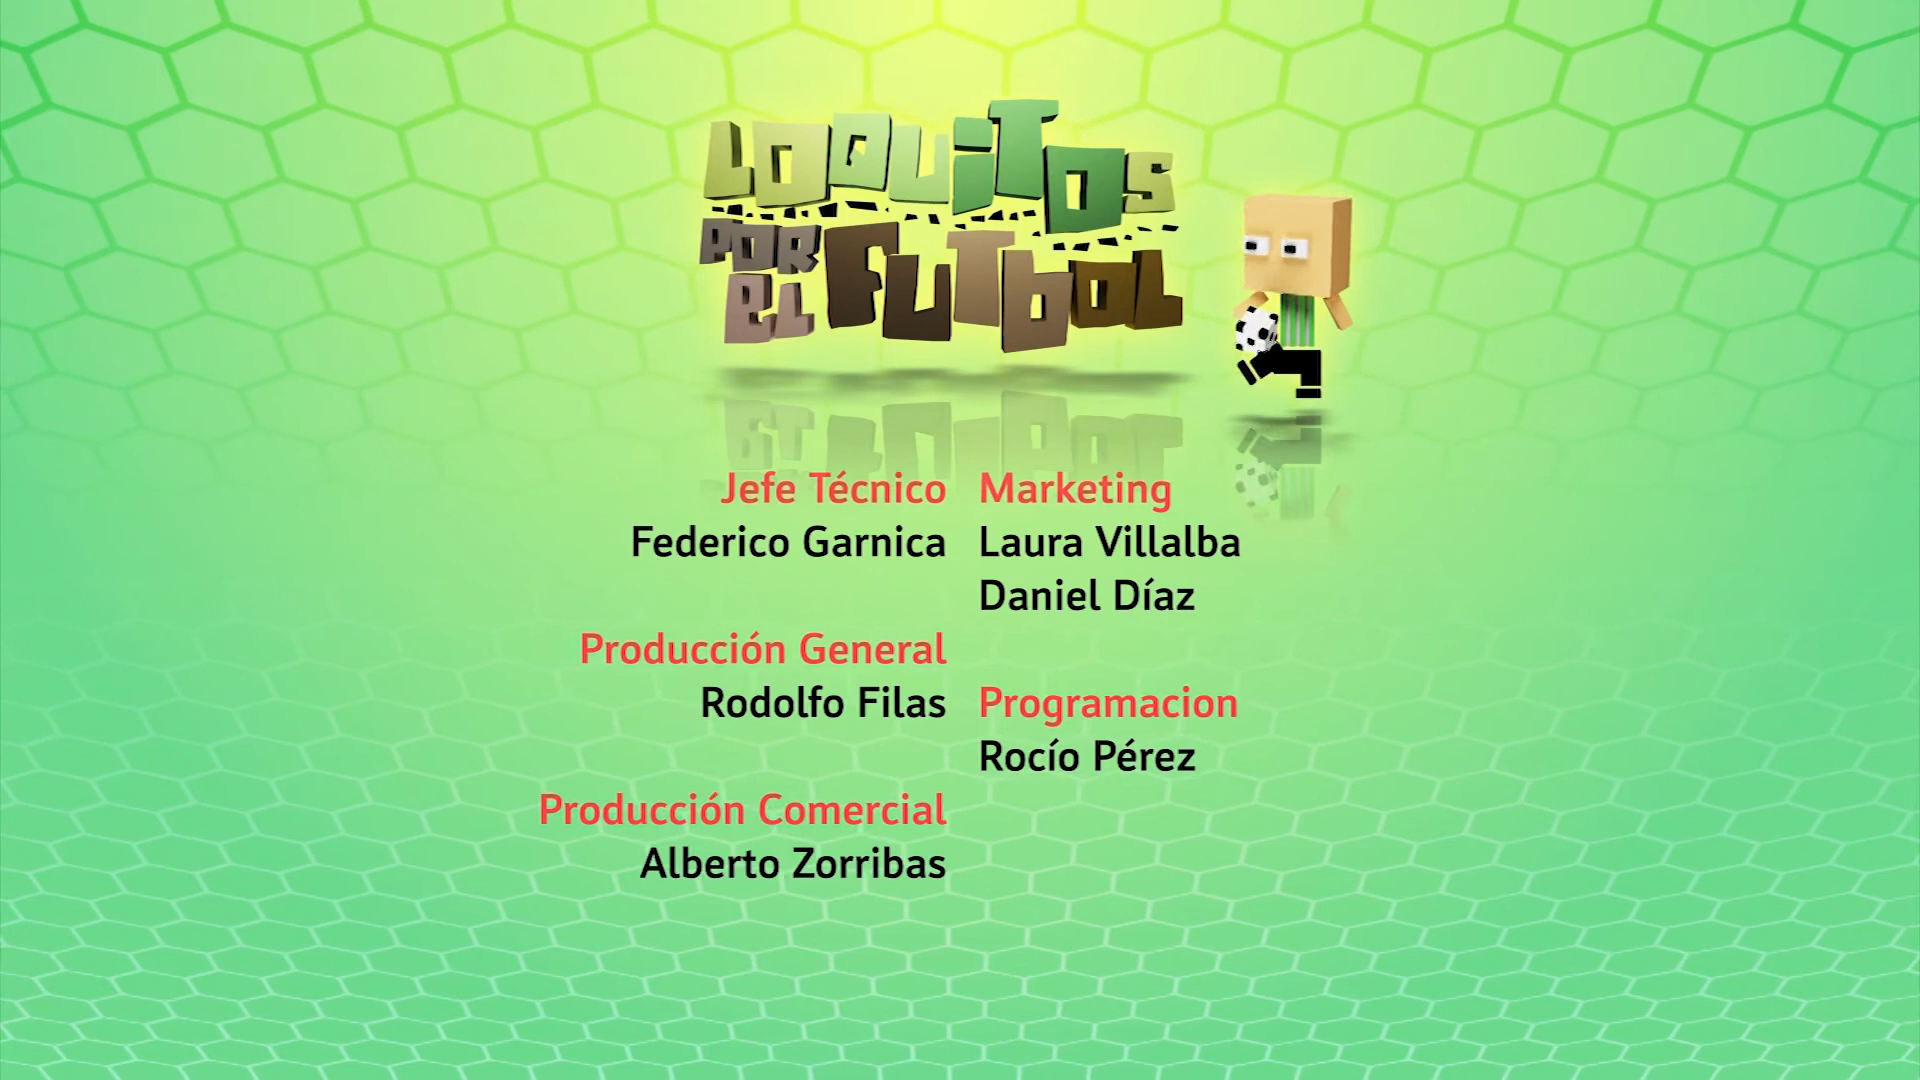 LOQUiTOS
POR
El
FUTbOL
Jefe Técnico
Federico Garnica
Producción General
Rodolfo Filas
Producción Comercial
Alberto Zorribas
Marketing
Laura Villalba
Daniel Díaz
Programacion
Rocío Pérez